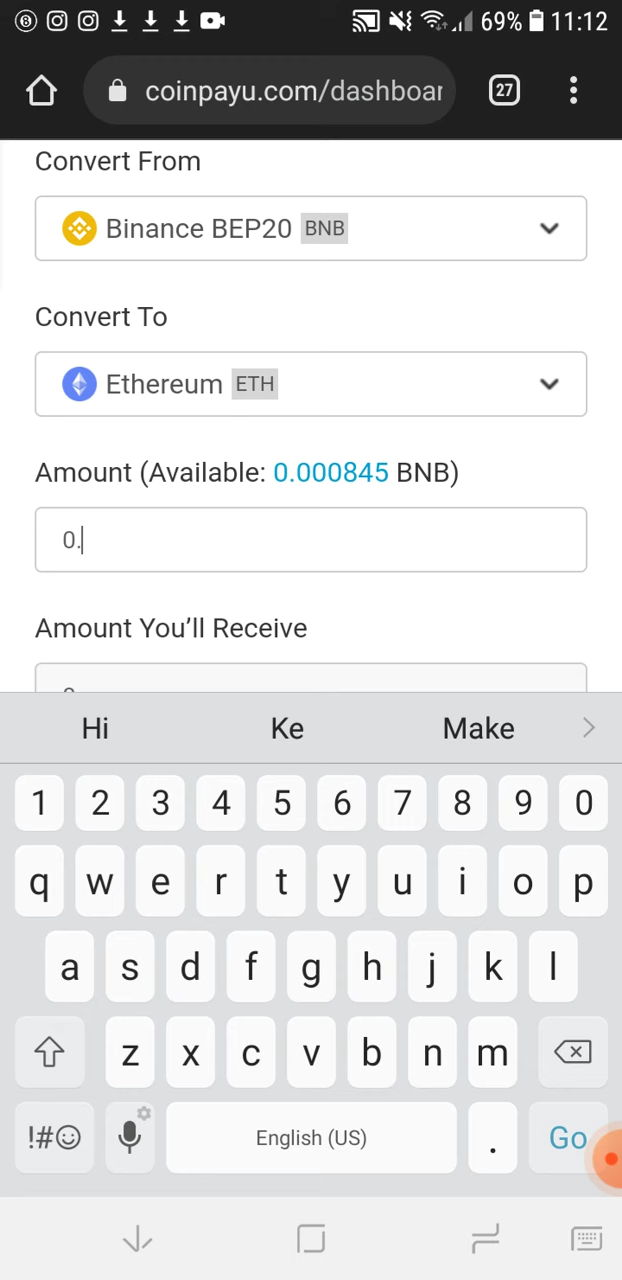 69% 11:12
coinpayu.com/dashboar 27
Convert From
Binance BEP20 BNB
Convert To
Ethereum ETH
Amount (Available: 0.000845 BNB)
0.
Amount You’ll Receive
Hi Ke Make
1 2 3 4 5 6 7 8 9 0
q w e r t y u i o p
a s d f g h j k l
z x c v b n m
!#☺ English (US) . Go